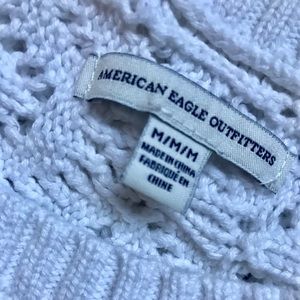 AMERICAN EAGLE OUTFITTERS
M/M/M
MADE IN CHINA
FABRIQUÉ EN
CHINE